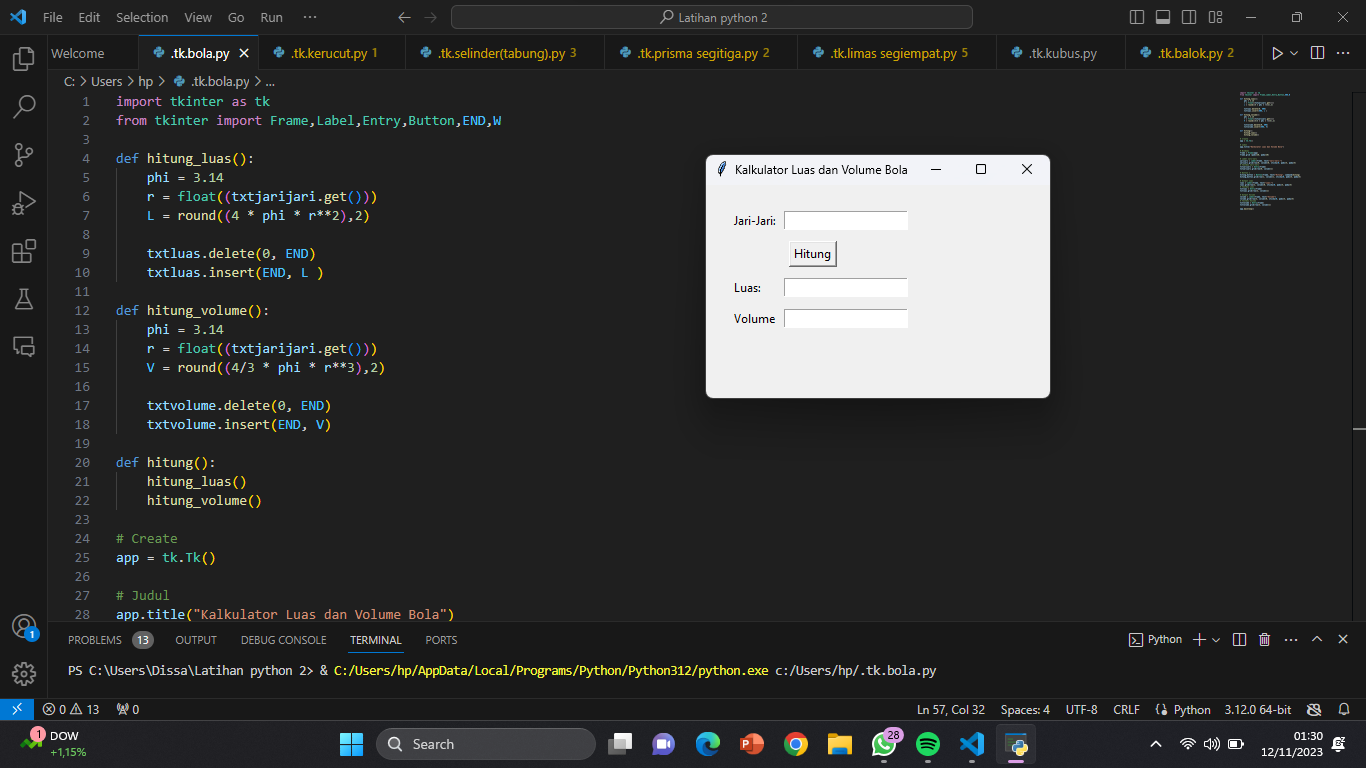 File Edit Selection View Go Run ··· Latihan python 2
Welcome .tk.bola.py .tk.kerucut.py 1 .tk.selinder(tabung).py 3 .tk.prisma segitiga.py 2 .tk.limas segiempat.py 5 .tk.kubus.py .tk.balok.py 2
C: > Users > hp > .tk.bola.py > ...
1 import tkinter as tk
2 from tkinter import Frame,Label,Entry,Button,END,W
3
4 def hitung_luas():
5     phi = 3.14
6     r = float((txtjarijari.get()))
7     L = round((4 * phi * r**2),2)
8
9     txtluas.delete(0, END)
10     txtluas.insert(END, L )
11
12 def hitung_volume():
13     phi = 3.14
14     r = float((txtjarijari.get()))
15     V = round((4/3 * phi * r**3),2)
16
17     txtvolume.delete(0, END)
18     txtvolume.insert(END, V)
19
20 def hitung():
21     hitung_luas()
22     hitung_volume()
23
24 # Create
25 app = tk.Tk()
26
27 # Judul
28 app.title("Kalkulator Luas dan Volume Bola")
Kalkulator Luas dan Volume Bola
Jari-Jari:
Hitung
Luas:
Volume
1
PROBLEMS 13 OUTPUT DEBUG CONSOLE TERMINAL PORTS Python
PS C:\Users\Dissa\Latihan python 2> & C:/Users/hp/AppData/Local/Programs/Python/Python312/python.exe c:/Users/hp/.tk.bola.py
0 13 0 Ln 57, Col 32 Spaces: 4 UTF-8 CRLF Python 3.12.0 64-bit
1 DOW
+1,15%
Search
28
01:30
12/11/2023